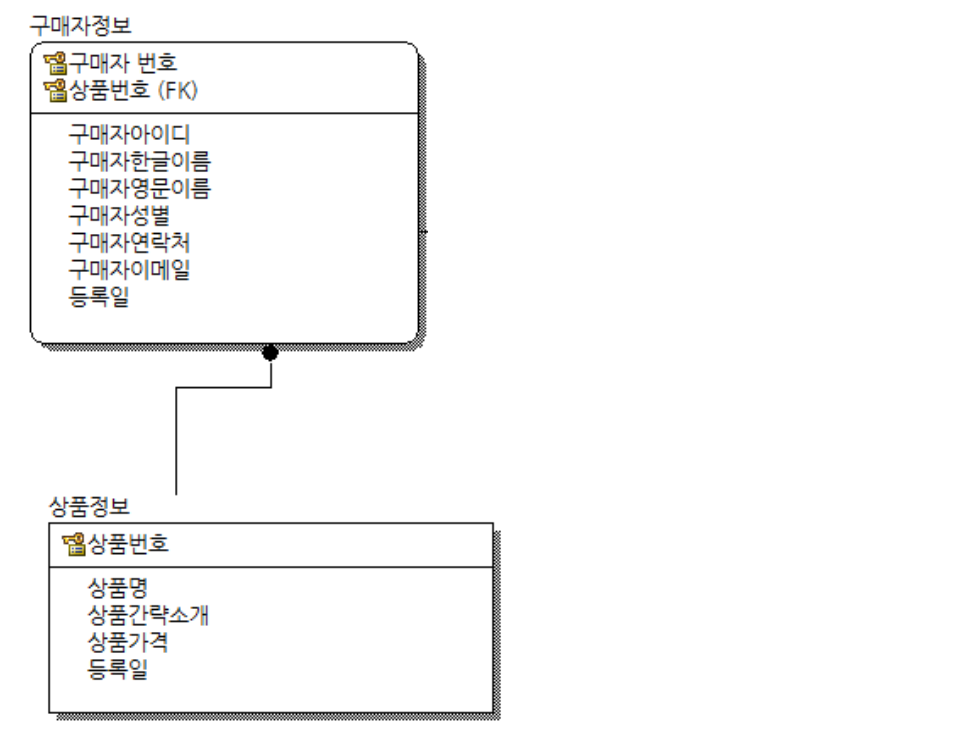 구매자정보
구매자 번호
상품번호 (FK)
구매자아이디
구매자한글이름
구매자영문이름
구매자성별
구매자연락처
구매자이메일
등록일
상품정보
상품번호
상품명
상품간략소개
상품가격
등록일